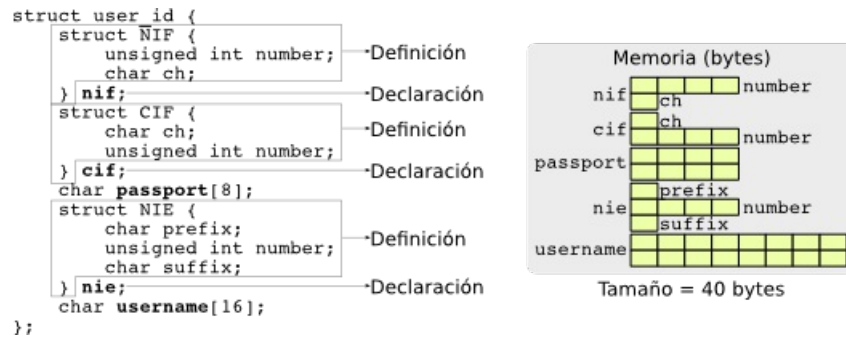 struct user_id {
struct NIF {
unsigned int number;
char ch;
} nif;
struct CIF {
char ch;
unsigned int number;
} cif;
char passport[8];
struct NIE {
char prefix;
unsigned int number;
char suffix;
} nie;
char username[16];
};
Definición
Declaración
Definición
Declaración
Definición
Declaración
Memoria (bytes)
nif number
ch
cif ch
number
passport
nie prefix
number
suffix
username
Tamaño = 40 bytes